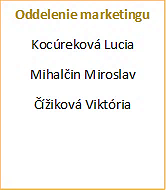 Oddelenie marketingu
Kocúreková Lucia
Mihalčin Miroslav
Čížiková Viktória